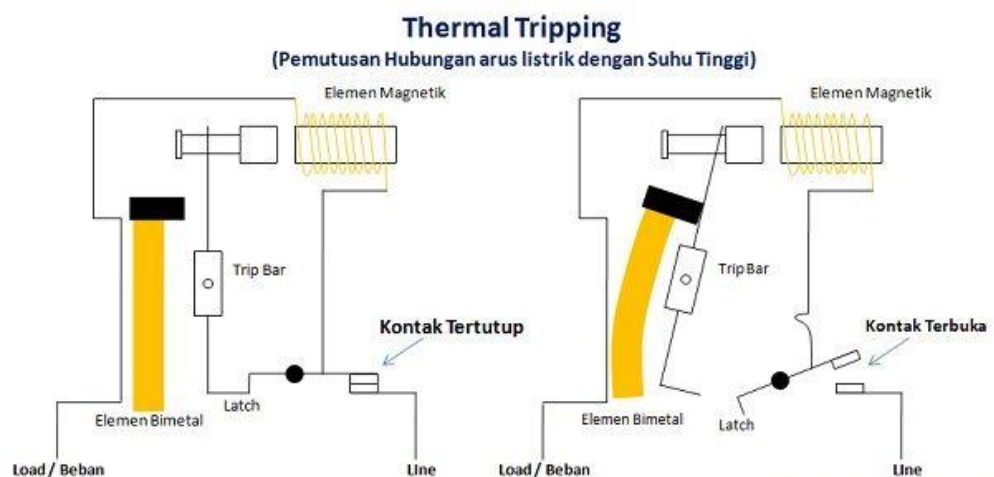 Thermal Tripping
(Pemutusan Hubungan arus listrik dengan Suhu Tinggi)
Elemen Magnetik
Trip Bar
Kontak Tertutup
Latch
Elemen Bimetal
Load / Beban
LIne
Elemen Magnetik
Trip Bar
Kontak Terbuka
Elemen Bimetal
Latch
Load / Beban
LIne